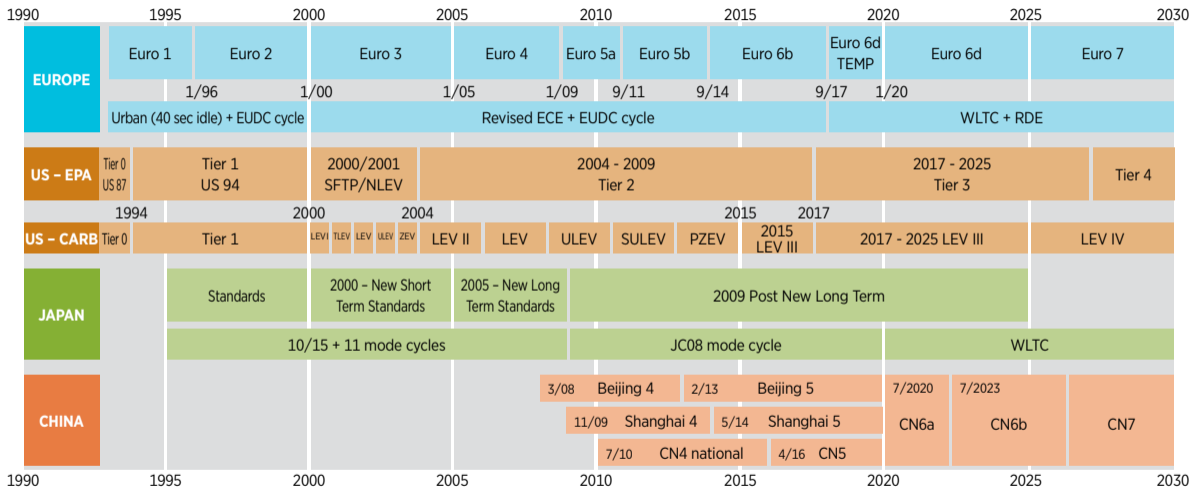 1990 1995 2000 2005 2010 2015 2020 2025 2030
EUROPE
Euro 1 Euro 2 Euro 3 Euro 4 Euro 5a Euro 5b Euro 6b Euro 6d TEMP Euro 6d Euro 7
1/96 1/00 1/05 1/09 9/11 9/14 9/17 1/20
Urban (40 sec idle) + EUDC cycle Revised ECE + EUDC cycle WLTC + RDE
US – EPA
Tier 0 Tier 1 2000/2001 2004 - 2009 2017 - 2025 Tier 4
US 87 US 94 SFTP/NLEV Tier 2 Tier 3
1994 2000 2004 2015 2017
US – CARB
Tier 0 Tier 1 LEV I TLEV LEV ULEV ZEV LEV II LEV ULEV SULEV PZEV 2015 LEV III 2017 - 2025 LEV III LEV IV
JAPAN
Standards 2000 – New Short Term Standards 2005 – New Long Term Standards 2009 Post New Long Term
10/15 + 11 mode cycles JC08 mode cycle WLTC
CHINA
3/08 Beijing 4 2/13 Beijing 5 7/2020 7/2023
11/09 Shanghai 4 5/14 Shanghai 5 CN6a CN6b CN7
7/10 CN4 national 4/16 CN5
1990 1995 2000 2005 2010 2015 2020 2025 2030